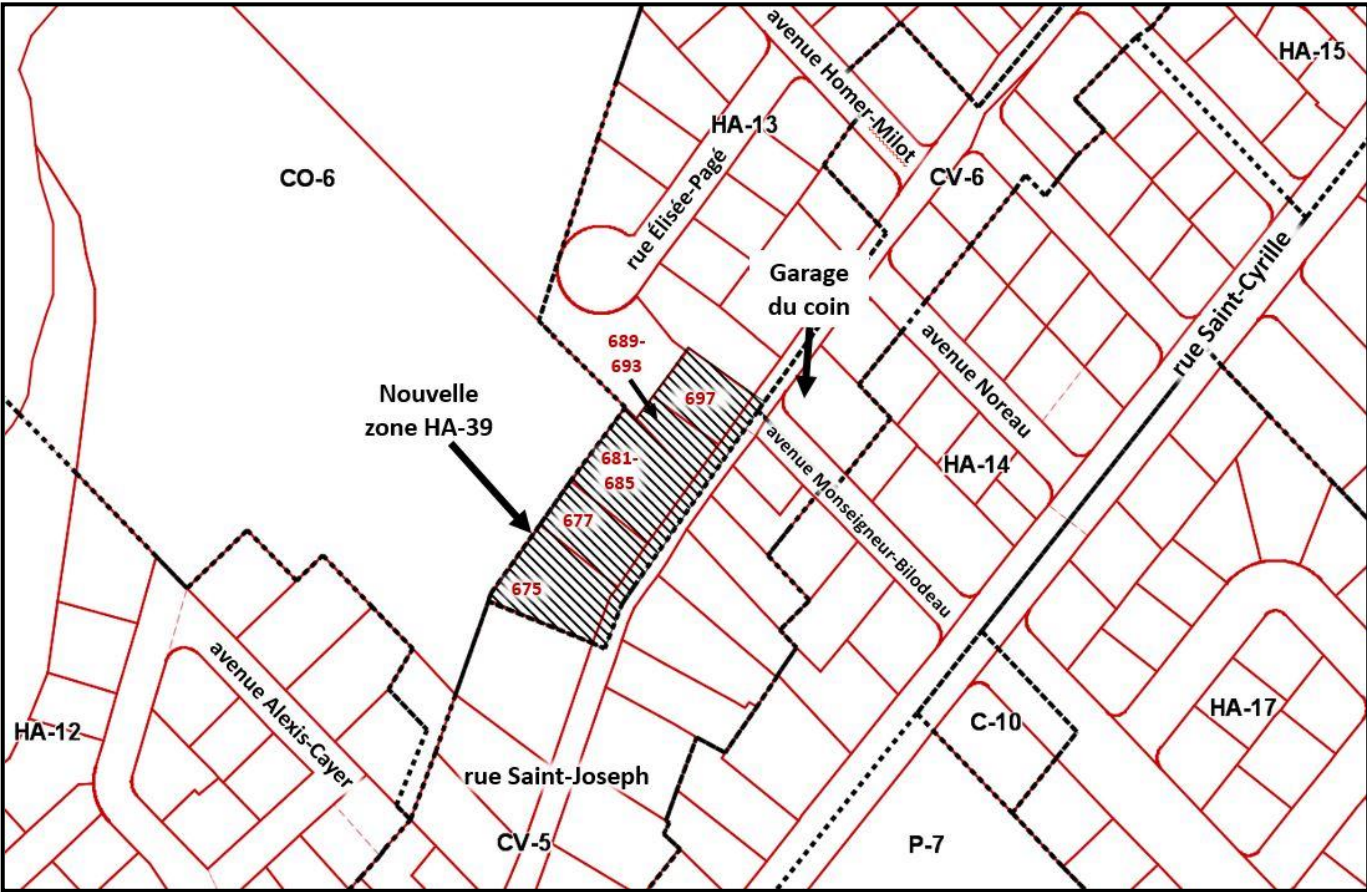 avenue Homer-Milot
HA-15
HA-13
CO-6
rue Élisée-Pagé
CV-6
Garage
du coin
rue Saint-Cyrille
689-
693
697
avenue Noreau
Nouvelle
zone HA-39
681-
685
677
675
avenue Monseigneur-Bilodeau
HA-14
avenue Alexis-Cayer
HA-12
rue Saint-Joseph
CV-5
C-10
HA-17
P-7